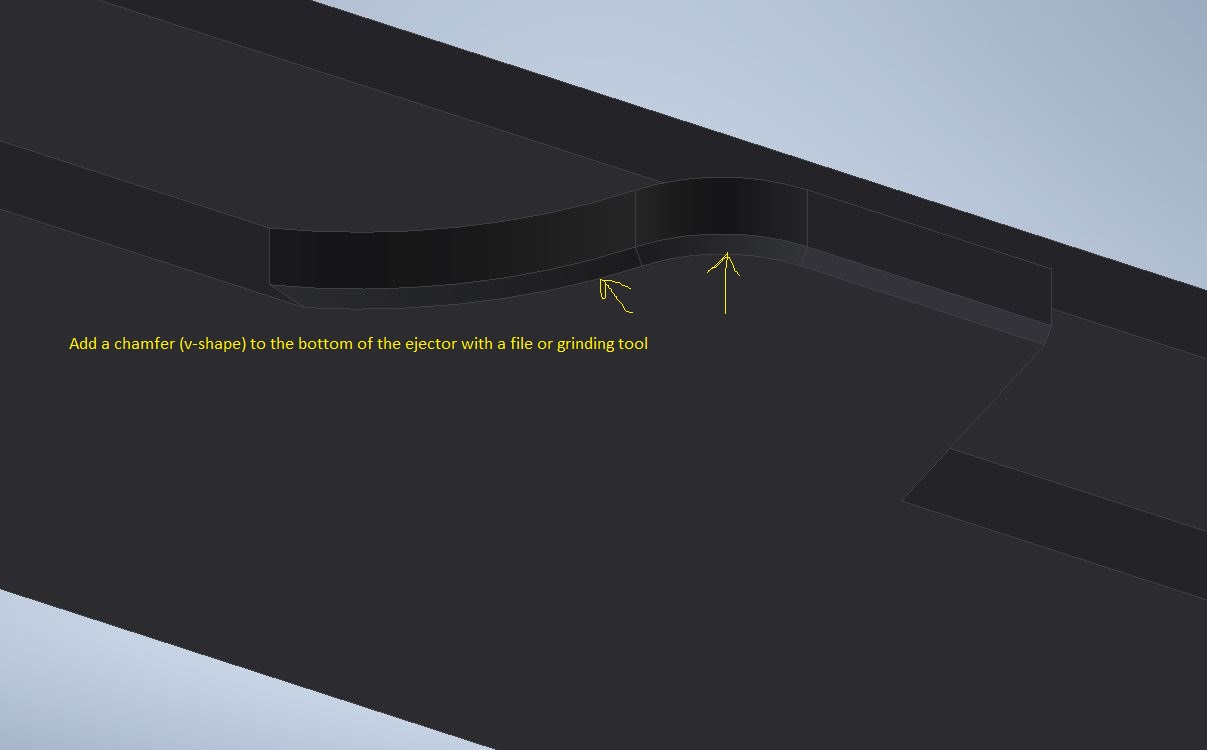 Add a chamfer (v-shape) to the bottom of the ejector with a file or grinding tool